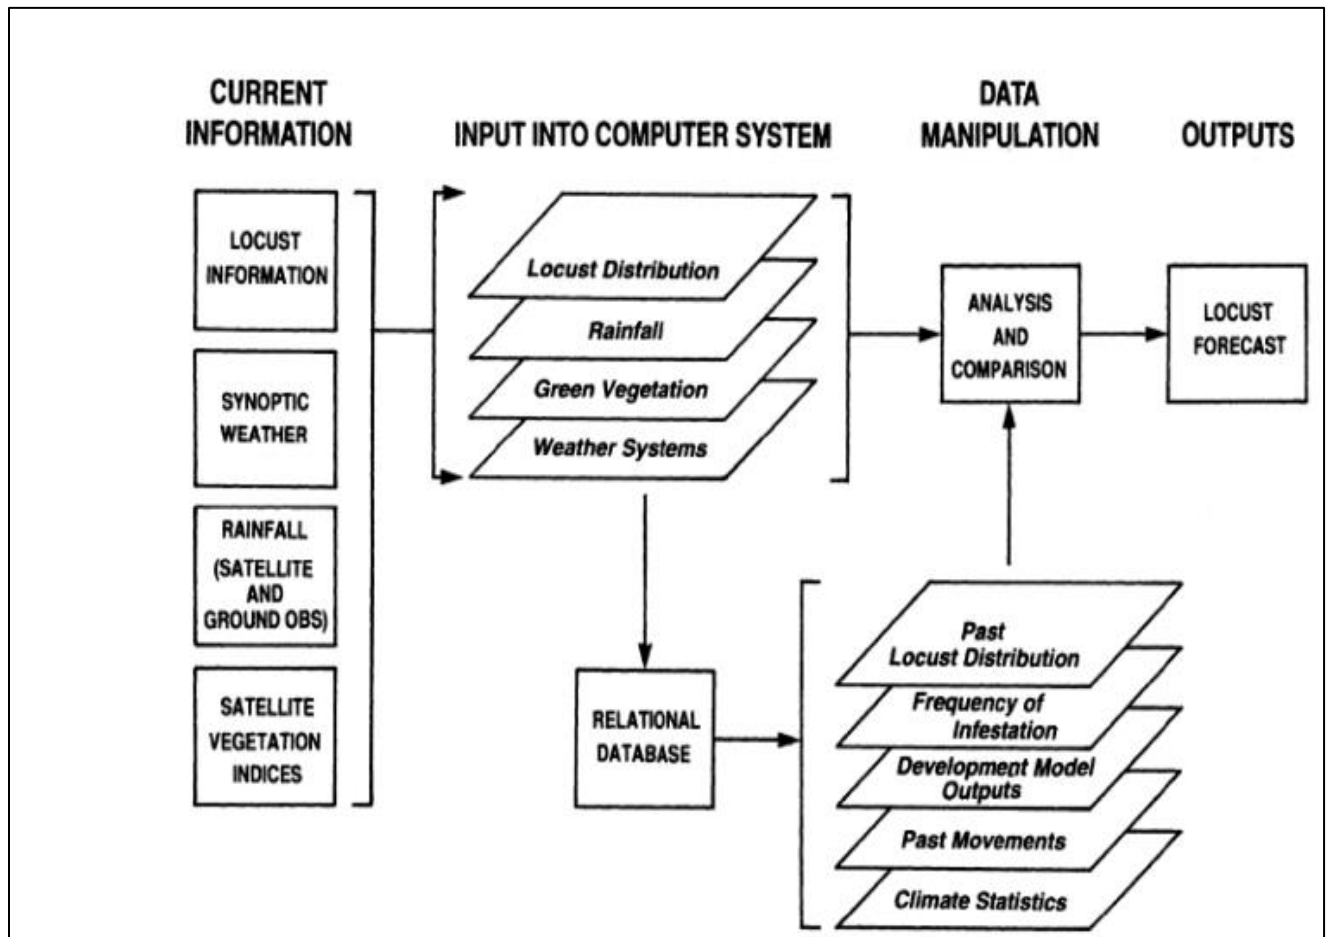 CURRENT
INFORMATION
INPUT INTO COMPUTER SYSTEM
DATA
MANIPULATION
OUTPUTS
LOCUST
INFORMATION
SYNOPTIC
WEATHER
RAINFALL
(SATELLITE
AND
GROUND OBS)
SATELLITE
VEGETATION
INDICES
Locust Distribution
Rainfall
Green Vegetation
Weather Systems
ANALYSIS
AND
COMPARISON
LOCUST
FORECAST
RELATIONAL
DATABASE
Past
Locust Distribution
Frequency of
Infestation
Development Model
Outputs
Past Movements
Climate Statistics